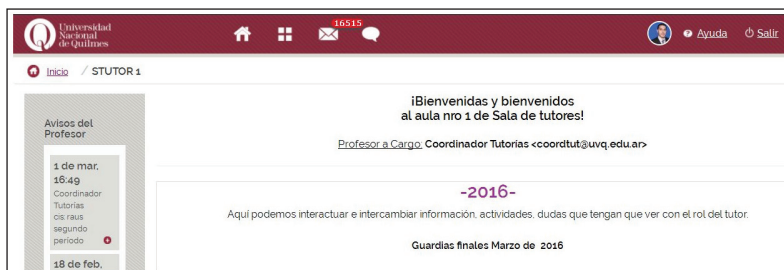 Universidad
Nacional
de Quilmes
16515
Ayuda
Salir
Inicio / STUTOR 1
Avisos del
Profesor
1 de mar,
16:49
Coordinador
Tutorias
cis:raus
segundo
periodo
18 de feb,
¡Bienvenidas y bienvenidos
al aula nro 1 de Sala de tutores!
Profesor a Cargo: Coordinador Tutorías <coordtut@uvq.edu.ar>
-2016-
Aquí podemos interactuar e intercambiar información, actividades, dudas que tengan que ver con el rol del tutor.
Guardias finales Marzo de 2016